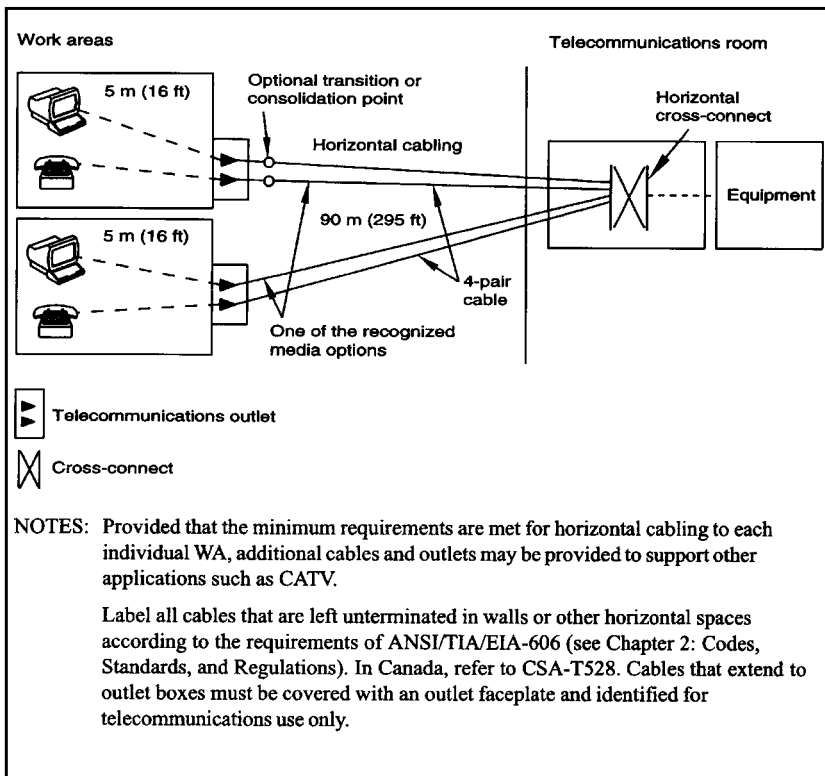 Work areas
Telecommunications room
5 m (16 ft)
Optional transition or
consolidation point
Horizontal
cross-connect
Horizontal cabling
Equipment
90 m (295 ft)
5 m (16 ft)
4-pair
cable
One of the recognized
media options
Telecommunications outlet
Cross-connect
NOTES: Provided that the minimum requirements are met for horizontal cabling to each
individual WA, additional cables and outlets may be provided to support other
applications such as CATV.
Label all cables that are left unterminated in walls or other horizontal spaces
according to the requirements of ANSI/TIA/EIA-606 (see Chapter 2: Codes,
Standards, and Regulations). In Canada, refer to CSA-T528. Cables that extend to
outlet boxes must be covered with an outlet faceplate and identified for
telecommunications use only.